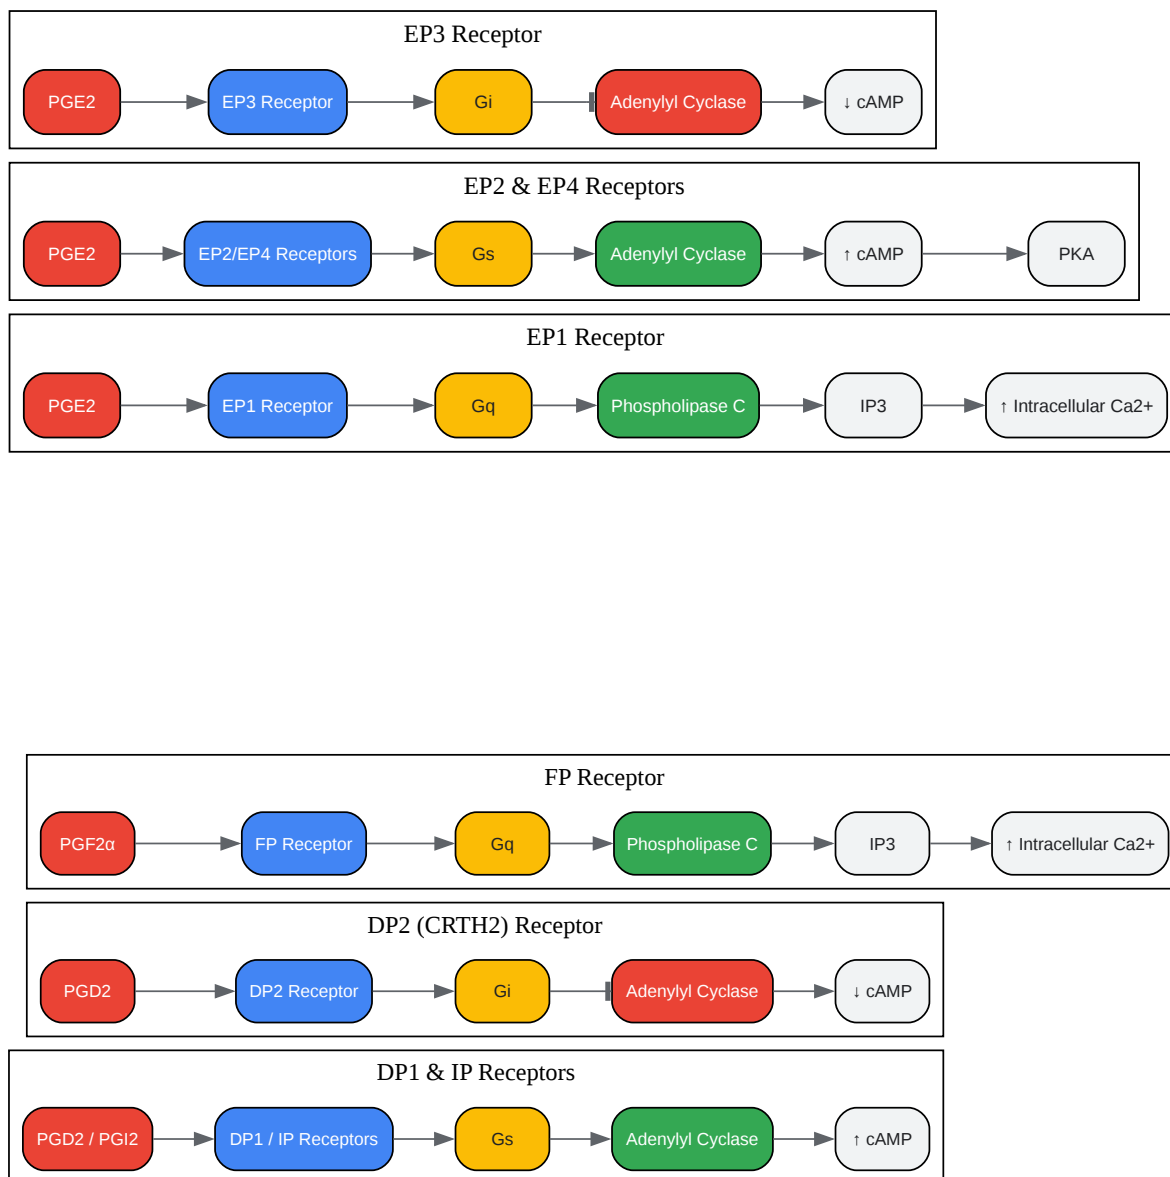 EP3 Receptor
PGE2 EP3 Receptor Gi Adenylyl Cyclase ↓ cAMP
EP2 & EP4 Receptors
PGE2 EP2/EP4 Receptors Gs Adenylyl Cyclase ↑ cAMP PKA
EP1 Receptor
PGE2 EP1 Receptor Gq Phospholipase C IP3 ↑ Intracellular Ca2+
FP Receptor
PGF2α FP Receptor Gq Phospholipase C IP3 ↑ Intracellular Ca2+
DP2 (CRTH2) Receptor
PGD2 DP2 Receptor Gi Adenylyl Cyclase ↓ cAMP
DP1 & IP Receptors
PGD2 / PGI2 DP1 / IP Receptors Gs Adenylyl Cyclase ↑ cAMP